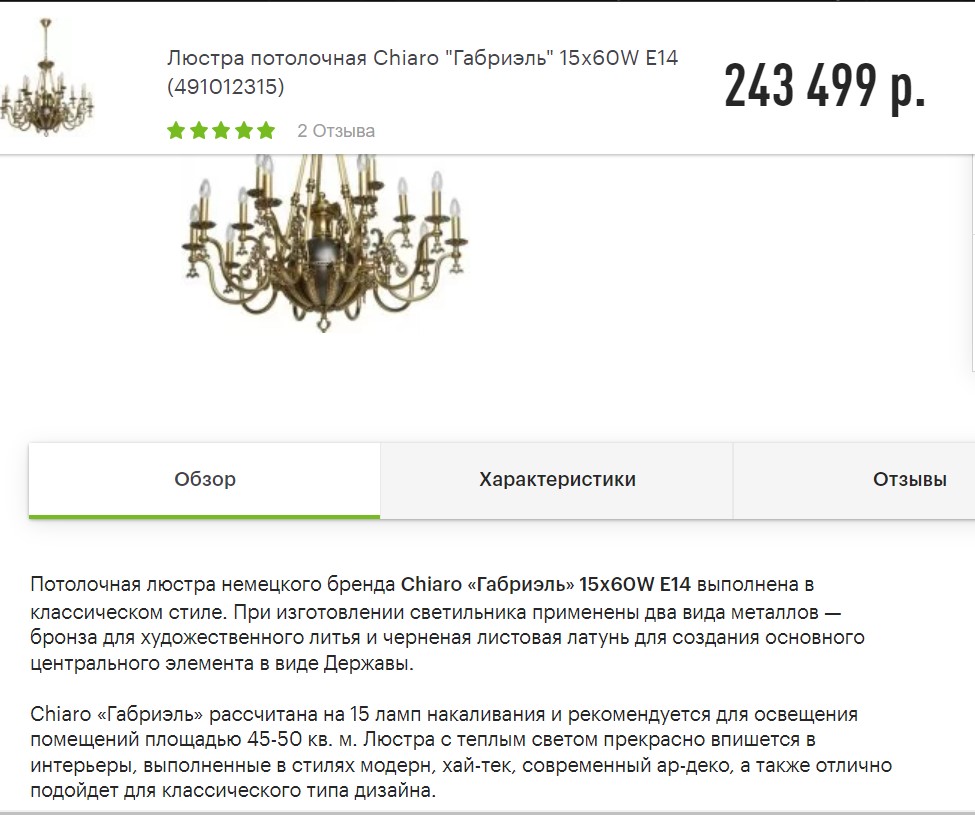 Люстра потолочная Chiaro "Габриэль" 15x60W E14
(491012315)
243 499 р.
2 Отзыва
Обзор
Характеристики
Отзывы
Потолочная люстра немецкого бренда Chiaro «Габриэль» 15x60W E14 выполнена в
классическом стиле. При изготовлении светильника применены два вида металлов —
бронза для художественного литья и черненая листовая латунь для создания основного
центрального элемента в виде Державы.
Chiaro «Габриэль» рассчитана на 15 ламп накаливания и рекомендуется для освещения
помещений площадью 45-50 кв. м. Люстра с теплым светом прекрасно впишется в
интерьеры, выполненные в стилях модерн, хай-тек, современный ар-деко, а также отлично
подойдет для классического типа дизайна.